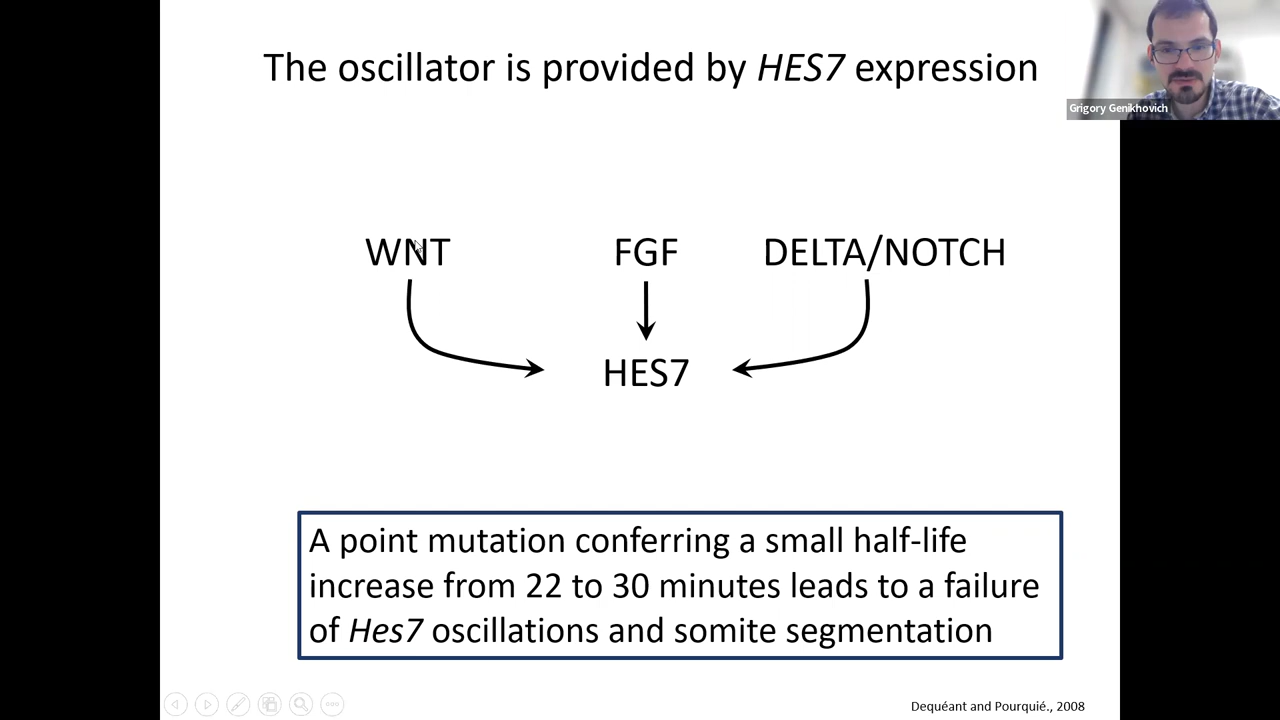 The oscillator is provided by HES7 expression
Grigory Genikhovich
WNT
FGF
DELTA/NOTCH
HES7
A point mutation conferring a small half-life
increase from 22 to 30 minutes leads to a failure
of Hes7 oscillations and somite segmentation
Dequéant and Pourquié., 2008